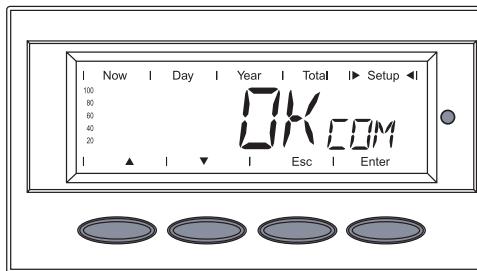 | Now | Day | Year | Total |▶ Setup ◀|
100
80
60
40
20
OK COM
| ▲ | ▼ | Esc | Enter